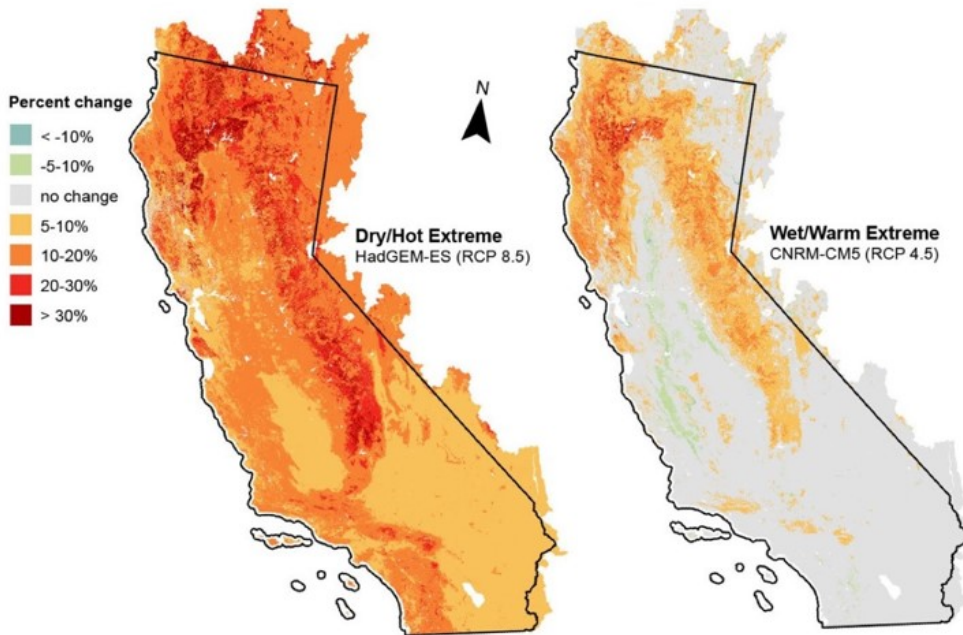 Percent change
< -10%
-5-10%
no change
5-10%
10-20%
20-30%
> 30%
N
Dry/Hot Extreme
HadGEM-ES (RCP 8.5)
Wet/Warm Extreme
CNRM-CM5 (RCP 4.5)